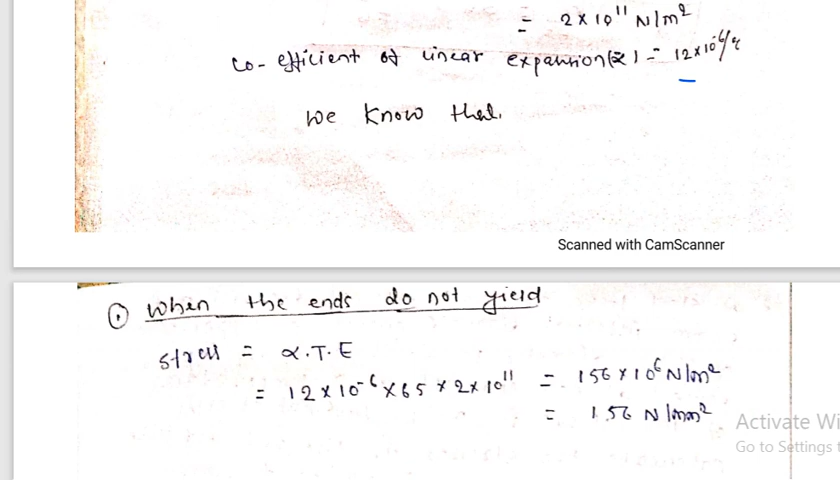 = 2 x 10¹¹ N/m²
co-efficient of linear expansion(α) = 12 x 10⁻⁶/°c
we know that.
Scanned with CamScanner
① when the ends do not yield
stress = α.T.E
= 12 x 10⁻⁶ x 65 x 2 x 10¹¹ = 156 x 10⁶ N/m²
= 156 N/mm²
Activate Wi
Go to Settings t